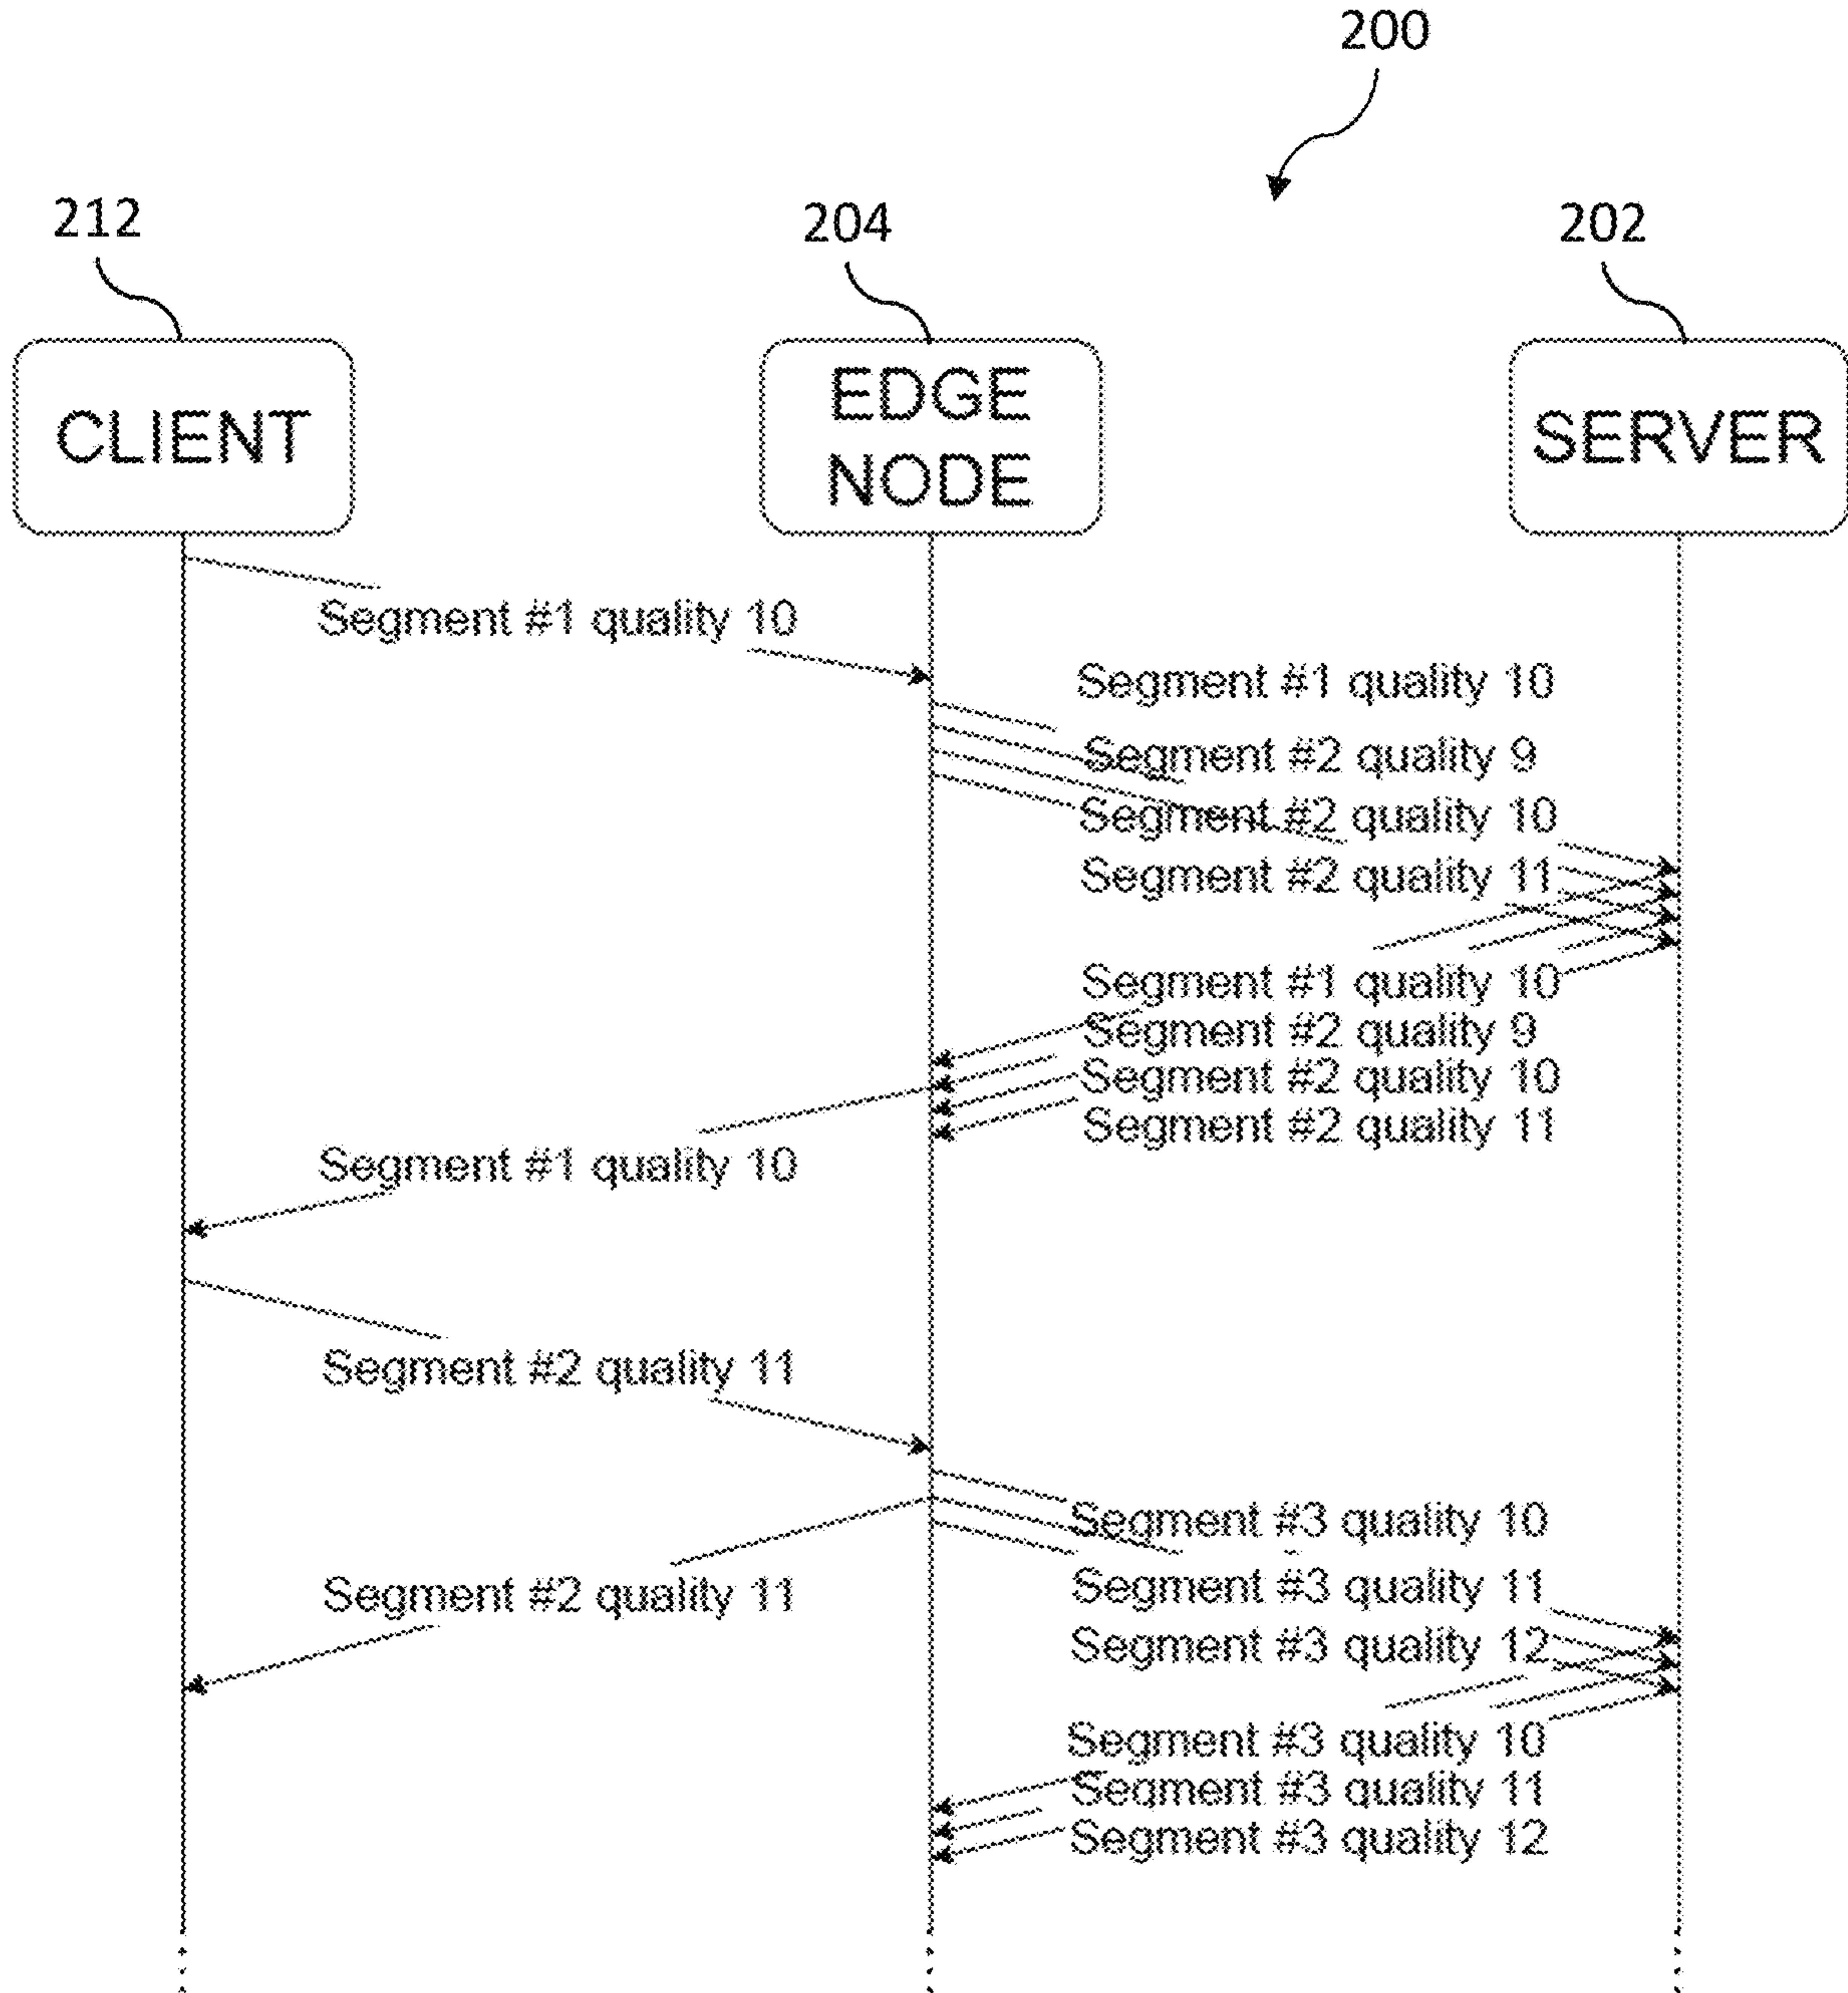 200
212
204
202
CLIENT
EDGE
NODE
SERVER
Segment #1 quality 10
Segment #1 quality 10
Segment #2 quality 9
Segment #2 quality 10
Segment #2 quality 11
Segment #1 quality 10
Segment #2 quality 9
Segment #2 quality 10
Segment #2 quality 11
Segment #1 quality 10
Segment #2 quality 11
Segment #3 quality 10
Segment #2 quality 11
Segment #3 quality 11
Segment #3 quality 12
Segment #3 quality 10
Segment #3 quality 11
Segment #3 quality 12